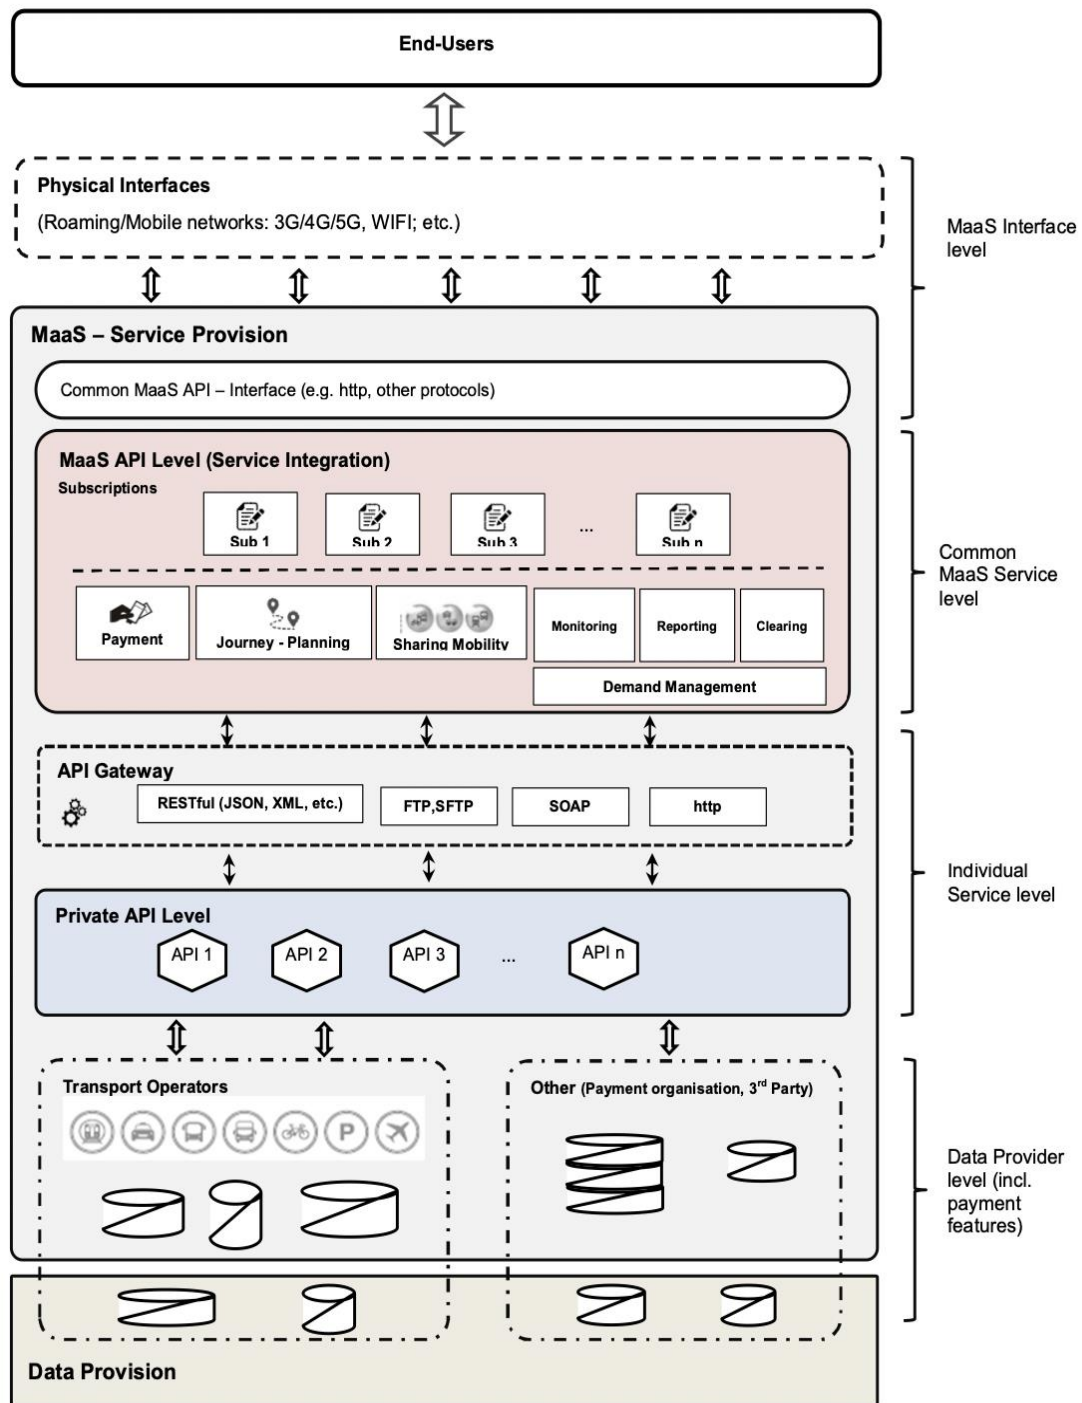 End-Users
Physical Interfaces
(Roaming/Mobile networks: 3G/4G/5G, WIFI; etc.)
MaaS Interface
level
MaaS – Service Provision
Common MaaS API – Interface (e.g. http, other protocols)
MaaS API Level (Service Integration)
Subscriptions
Sub 1
Sub 2
Sub 3
...
Sub n
Common
MaaS Service
level
Payment
Journey - Planning
Sharing Mobility
Monitoring
Reporting
Clearing
Demand Management
API Gateway
RESTful (JSON, XML, etc.)
FTP,SFTP
SOAP
http
Individual
Service level
Private API Level
API 1
API 2
API 3
...
API n
Transport Operators
P
Other (Payment organisation, 3rd Party)
Data Provider
level (incl.
payment
features)
Data Provision